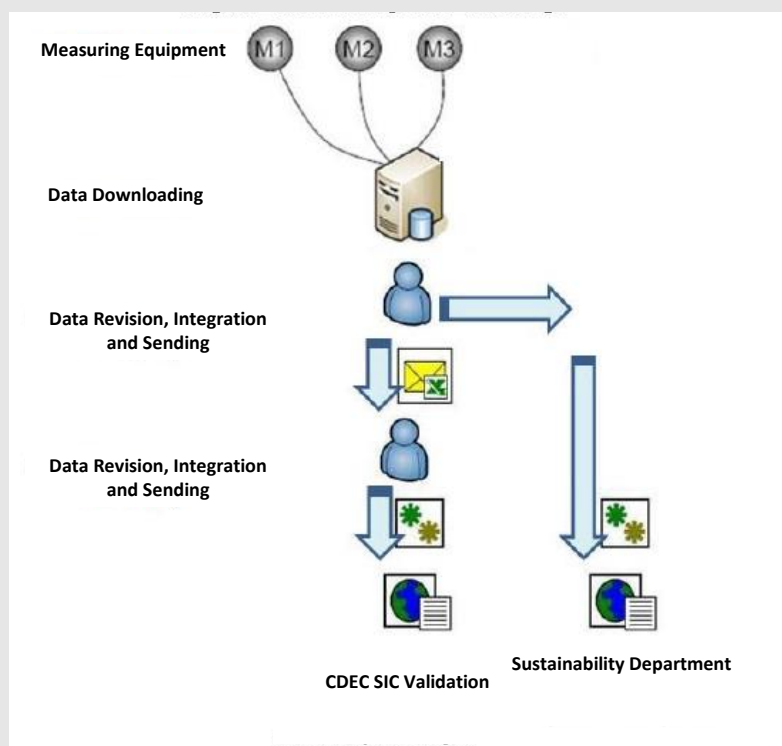 Measuring Equipment
M1 M2 M3
Data Downloading
Data Revision, Integration
and Sending
Data Revision, Integration
and Sending
Sustainability Department
CDEC SIC Validation